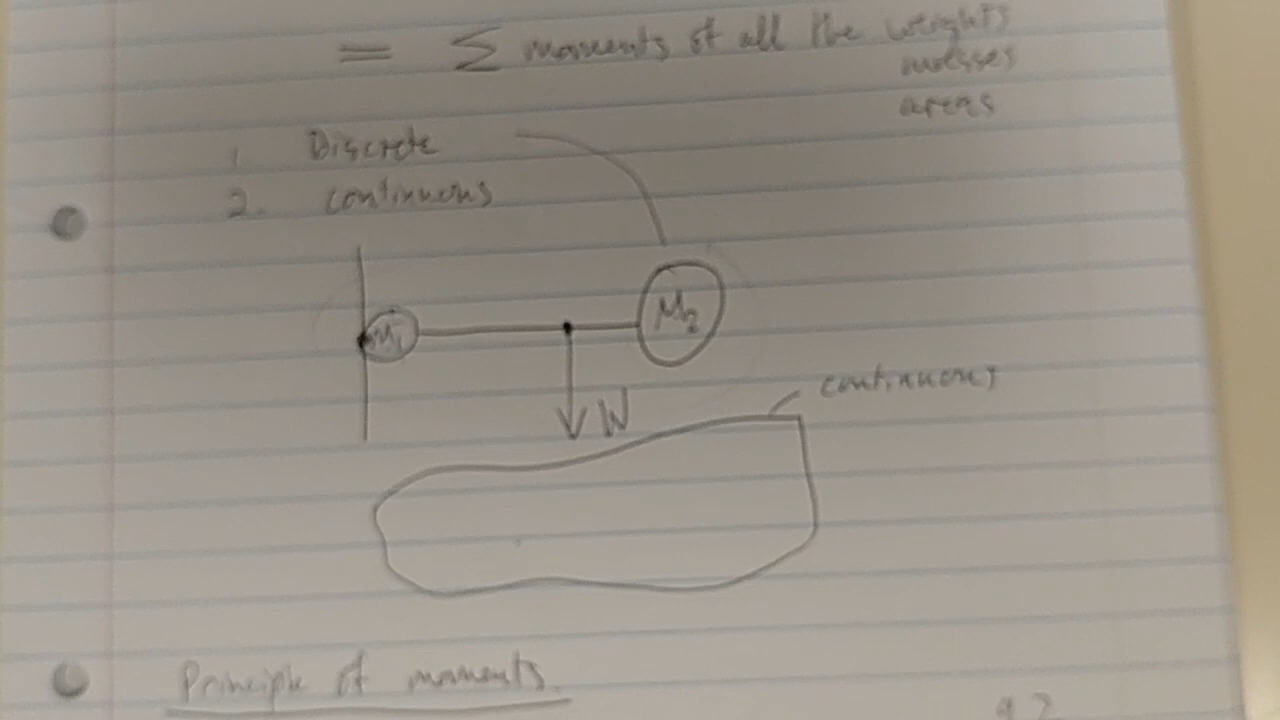 = Σ moments of all the weights
masses
areas
1 Discrete
2. continuous
M1 M2
W
continuous
Principle of moments